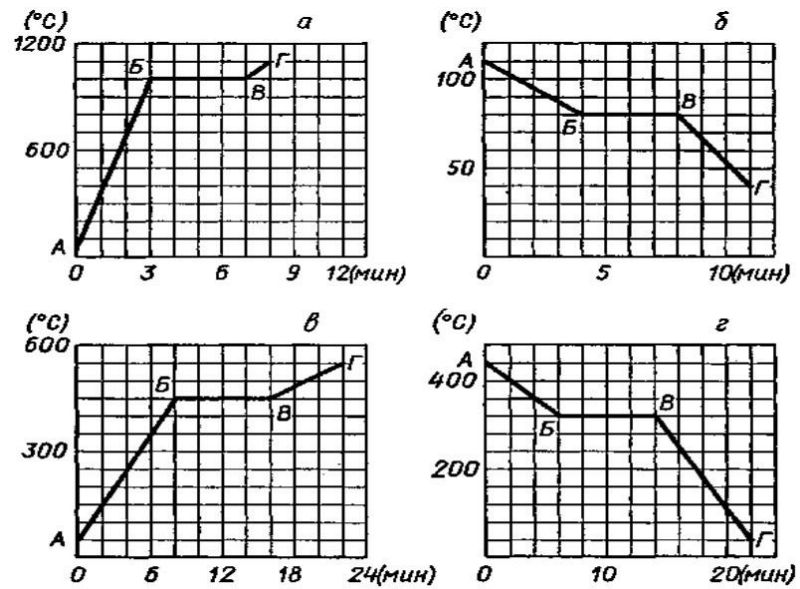 (°C) а
1200
Б Г
В
600
А
0 3 6 9 12(мин)
(°C) б
А
100
В
Б
50
Г
0 5 10(мин)
(°C) в
600
Г
Б
В
300
А
0 6 12 18 24(мин)
(°C) г
А
400
В
Б
200
Г
0 10 20(мин)